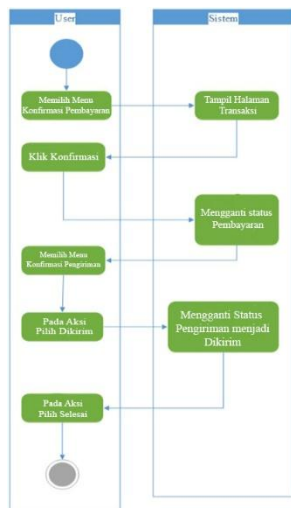 User
Sistem
Memilih Menu
Konfirmasi Pembayaran
Tampil Halaman
Transaksi
Klik Konfirmasi
Mengganti status
Pembayaran
Memilih Menu
Konfirmasi Pengiriman
Pada Aksi
Pilih Dikirim
Mengganti Status
Pengiriman menjadi
Dikirim
Pada Aksi
Pilih Selesai